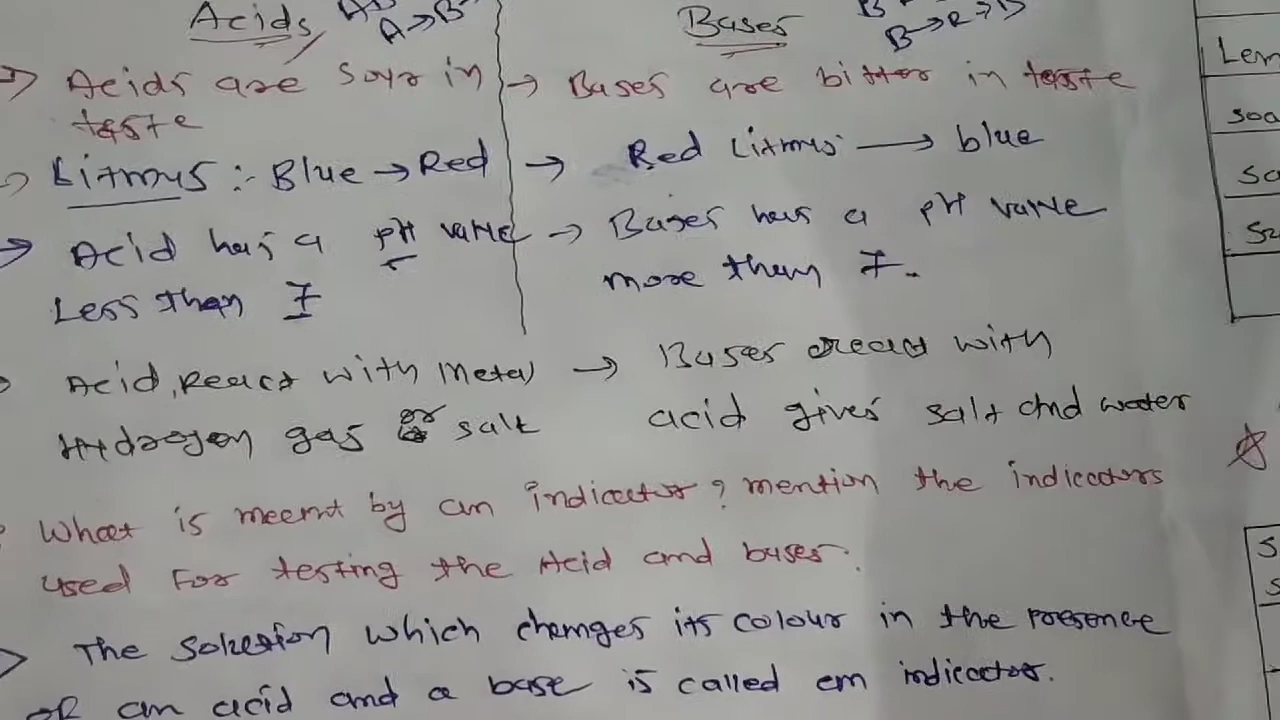 Acids
A→B
Bases
B→R
→ Acids are Sour in
taste
→ Bases are bitter in taste
→ Litmus :- Blue → Red
→ Red Litmus → blue
→ Acid has a pH value
Less than 7
→ Bases has a pH value
more than 7.
Acid, React with Metal
Hydrogen gas or salt
→ Bases react with
acid gives salt and water
What is meant by an indicator? mention the indicators
used For testing the Acid and bases.
→ The Solution which changes its colour in the presence
OF an acid and a base is called an indicator.
Lem
soa
so
S